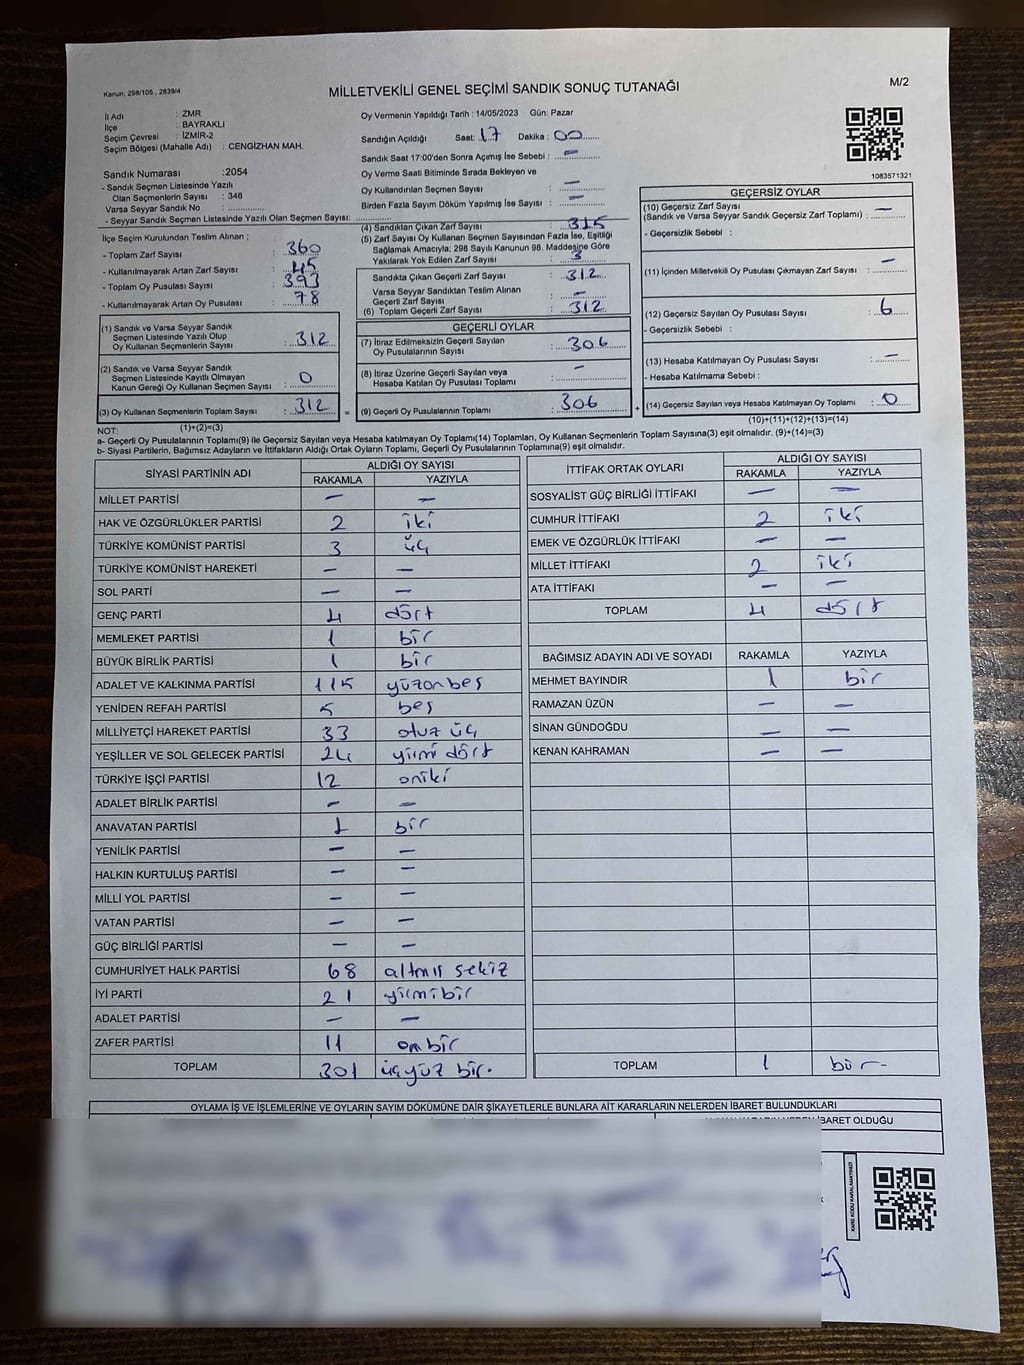 Kanun: 298/105 , 2839/4
MİLLETVEKİLİ GENEL SEÇİMİ SANDIK SONUÇ TUTANAĞI
M/2
İl Adı : ZMR
İlçe : BAYRAKLI
Seçim Çevresi : İZMİR-2
Seçim Bölgesi (Mahalle Adı) : CENGİZHAN MAH.
Sandık Numarası :2054
- Sandık Seçmen Listesinde Yazılı
Olan Seçmenlerin Sayısı : 346
Varsa Seyyar Sandık No :
- Seyyar Sandık Seçmen Listesinde Yazılı Olan Seçmen Sayısı:
Oy Vermenin Yapıldığı Tarih : 14/05/2023 Gün: Pazar
Sandığın Açıldığı Saat: 17 Dakika : 00
Sandık Saat 17:00'den Sonra Açmış İse Sebebi : —
Oy Verme Saati Bitiminde Sırada Bekleyen ve
Oy Kullandırılan Seçmen Sayısı : —
Birden Fazla Sayım Döküm Yapılmış İse Sayısı : —
1083571321
İlçe Seçim Kurulundan Teslim Alınan ;
- Toplam Zarf Sayısı : 360
- Kullanılmayarak Artan Zarf Sayısı : 45
- Toplam Oy Pusulası Sayısı : 393
- Kullanılmayarak Artan Oy Pusulası : 78
(1) Sandık ve Varsa Seyyar Sandık
Seçmen Listesinde Yazılı Olup
Oy Kullanan Seçmenlerin Sayısı : 312
(2) Sandık ve Varsa Seyyar Sandık
Seçmen Listesinde Kayıtlı Olmayan
Kanun Gereği Oy Kullanan Seçmen Sayısı : 0
(3) Oy Kullanan Seçmenlerin Toplam Sayısı : 312
(1)+(2)=(3)
(4) Sandıktan Çıkan Zarf Sayısı : 315
(5) Zarf Sayısı Oy Kullanan Seçmen Sayısından Fazla İse, Eşitliği
Sağlamak Amacıyla; 298 Sayılı Kanunun 98. Maddesine Göre
Yakılarak Yok Edilen Zarf Sayısı : 3
Sandıkta Çıkan Geçerli Zarf Sayısı : 312
Varsa Seyyar Sandıktan Teslim Alınan
Geçerli Zarf Sayısı : —
(6) Toplam Geçerli Zarf Sayısı : 312
GEÇERLİ OYLAR
(7) İtiraz Edilmeksizin Geçerli Sayılan
Oy Pusulalarının Sayısı : 306
(8) İtiraz Üzerine Geçerli Sayılan veya
Hesaba Katılan Oy Pusulası Toplamı : —
= (9) Geçerli Oy Pusulalarının Toplamı : 306 +
GEÇERSİZ OYLAR
(10) Geçersiz Zarf Sayısı
(Sandık ve Varsa Seyyar Sandık Geçersiz Zarf Toplamı) : —
- Geçersizlik Sebebi :
(11) İçinden Milletvekili Oy Pusulası Çıkmayan Zarf Sayısı : —
(12) Geçersiz Sayılan Oy Pusulası Sayısı : 6
- Geçersizlik Sebebi :
(13) Hesaba Katılmayan Oy Pusulası Sayısı : —
- Hesaba Katılmama Sebebi :
(14) Geçersiz Sayılan veya Hesaba Katılmayan Oy Toplamı : 0
(10)+(11)+(12)+(13)=(14)
NOT:
a- Geçerli Oy Pusulalarının Toplamı(9) ile Geçersiz Sayılan veya Hesaba katılmayan Oy Toplamı(14) Toplamları, Oy Kullanan Seçmenlerin Toplam Sayısına(3) eşit olmalıdır. (9)+(14)=(3)
b- Siyasi Partilerin, Bağımsız Adayların ve İttifakların Aldığı Ortak Oyların Toplamı, Geçerli Oy Pusulalarının Toplamına(9) eşit olmalıdır.
SİYASİ PARTİNİN ADI ALDIĞI OY SAYISI
RAKAMLA YAZIYLA
MİLLET PARTİSİ — —
HAK VE ÖZGÜRLÜKLER PARTİSİ 2 iki
TÜRKİYE KOMÜNİST PARTİSİ 3 üç
TÜRKİYE KOMÜNİST HAREKETİ — —
SOL PARTİ — —
GENÇ PARTİ 4 dört
MEMLEKET PARTİSİ 1 bir
BÜYÜK BİRLİK PARTİSİ 1 bir
ADALET VE KALKINMA PARTİSİ 115 yüzonbeş
YENİDEN REFAH PARTİSİ 5 beş
MİLLİYETÇİ HAREKET PARTİSİ 33 otuz üç
YEŞİLLER VE SOL GELECEK PARTİSİ 24 yirmi dört
TÜRKİYE İŞÇİ PARTİSİ 12 oniki
ADALET BİRLİK PARTİSİ — —
ANAVATAN PARTİSİ 1 bir
YENİLİK PARTİSİ — —
HALKIN KURTULUŞ PARTİSİ — —
MİLLİ YOL PARTİSİ — —
VATAN PARTİSİ — —
GÜÇ BİRLİĞİ PARTİSİ — —
CUMHURİYET HALK PARTİSİ 68 altmış sekiz
İYİ PARTİ 21 yirmibir
ADALET PARTİSİ — —
ZAFER PARTİSİ 11 onbir
TOPLAM 301 üçyüz bir.
İTTİFAK ORTAK OYLARI ALDIĞI OY SAYISI
RAKAMLA YAZIYLA
SOSYALİST GÜÇ BİRLİĞİ İTTİFAKI — —
CUMHUR İTTİFAKI 2 iki
EMEK VE ÖZGÜRLÜK İTTİFAKI — —
MİLLET İTTİFAKI 2 iki
ATA İTTİFAKI — —
TOPLAM 4 dört
BAĞIMSIZ ADAYIN ADI VE SOYADI RAKAMLA YAZIYLA
MEHMET BAYINDIR 1 bir
RAMAZAN ÜZÜN — —
SİNAN GÜNDOĞDU — —
KENAN KAHRAMAN — —
TOPLAM 1 bir
OYLAMA İŞ VE İŞLEMLERİNE VE OYLARIN SAYIM DÖKÜMÜNE DAİR ŞİKAYETLERLE BUNLARA AİT KARARLARIN NELERDEN İBARET BULUNDUKLARI
İBARET OLDUĞU
KARE KODU KARALAMAYINIZ!